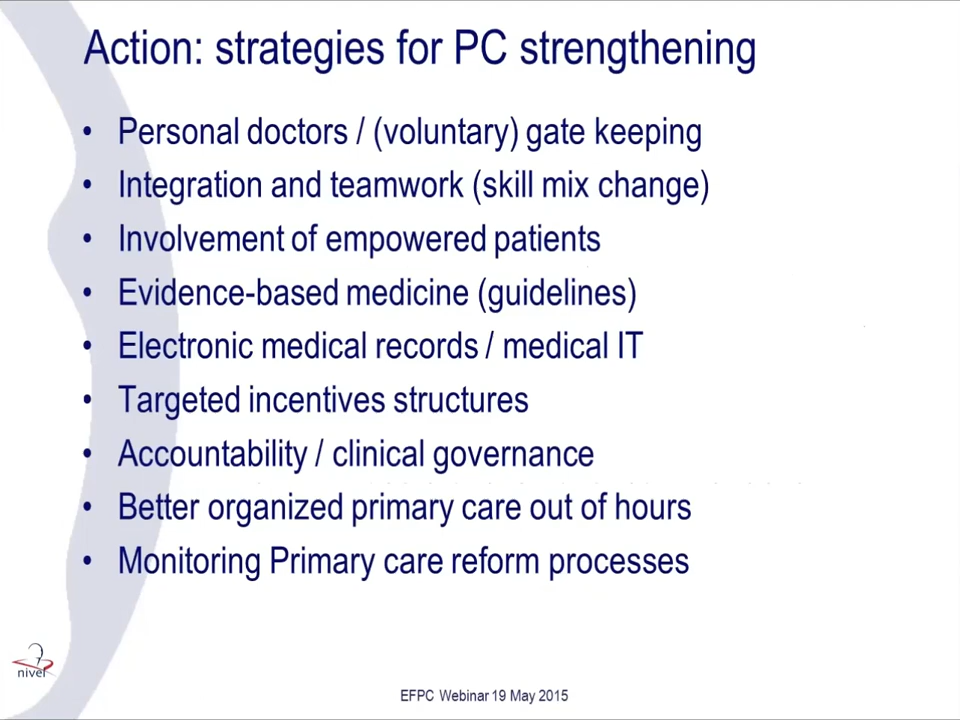 Action: strategies for PC strengthening
• Personal doctors / (voluntary) gate keeping
• Integration and teamwork (skill mix change)
• Involvement of empowered patients
• Evidence-based medicine (guidelines)
• Electronic medical records / medical IT
• Targeted incentives structures
• Accountability / clinical governance
• Better organized primary care out of hours
• Monitoring Primary care reform processes
nivel
EFPC Webinar 19 May 2015